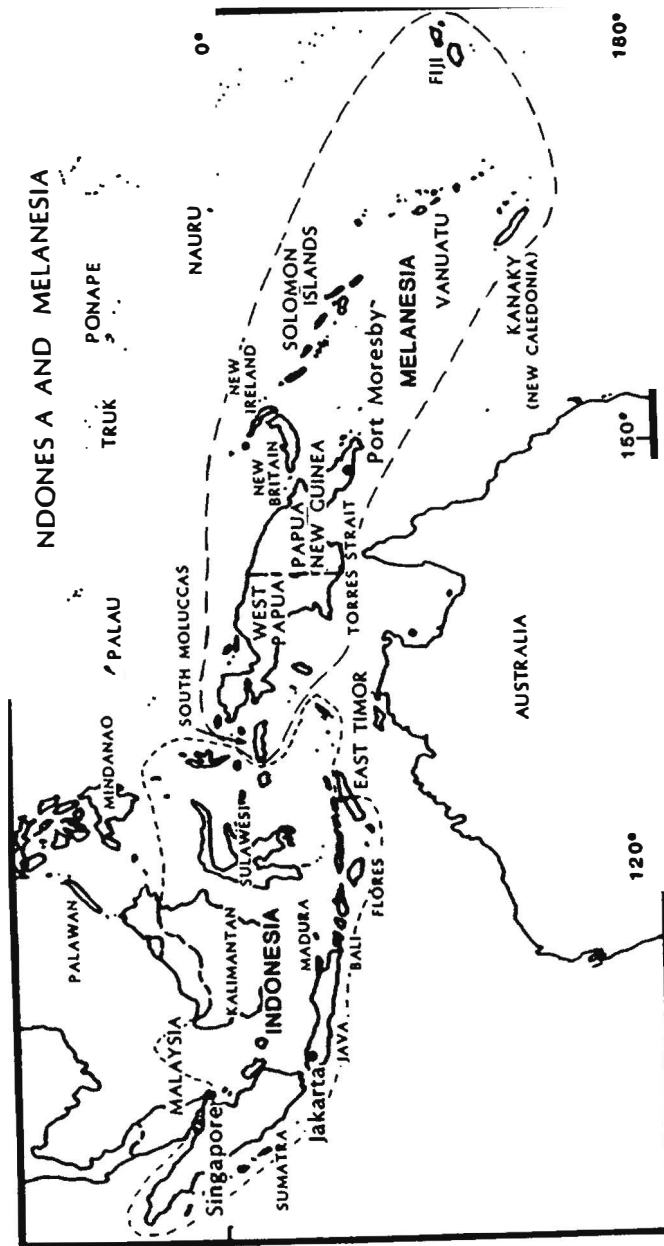 NDONES A AND MELANESIA
0°
PALAWAN
MINDANAO
PALAU
TRUK
PONAPE
NAURU
MALAYSIA
Singapore
SUMATRA
KALIMANTAN
INDONESIA
SULAWESI
SOUTH MOLUCCAS
Jakarta
JAVA
MADURA
BALI
FLORES
EAST TIMOR
WEST
PAPUA
PAPUA
NEW GUINEA
TORRES STRAIT
NEW
BRITAIN
NEW
IRELAND
SOLOMON
ISLANDS
Port Moresby
MELANESIA
VANUATU
FIJI
KANAKY
(NEW CALEDONIA)
AUSTRALIA
120°
150°
180°